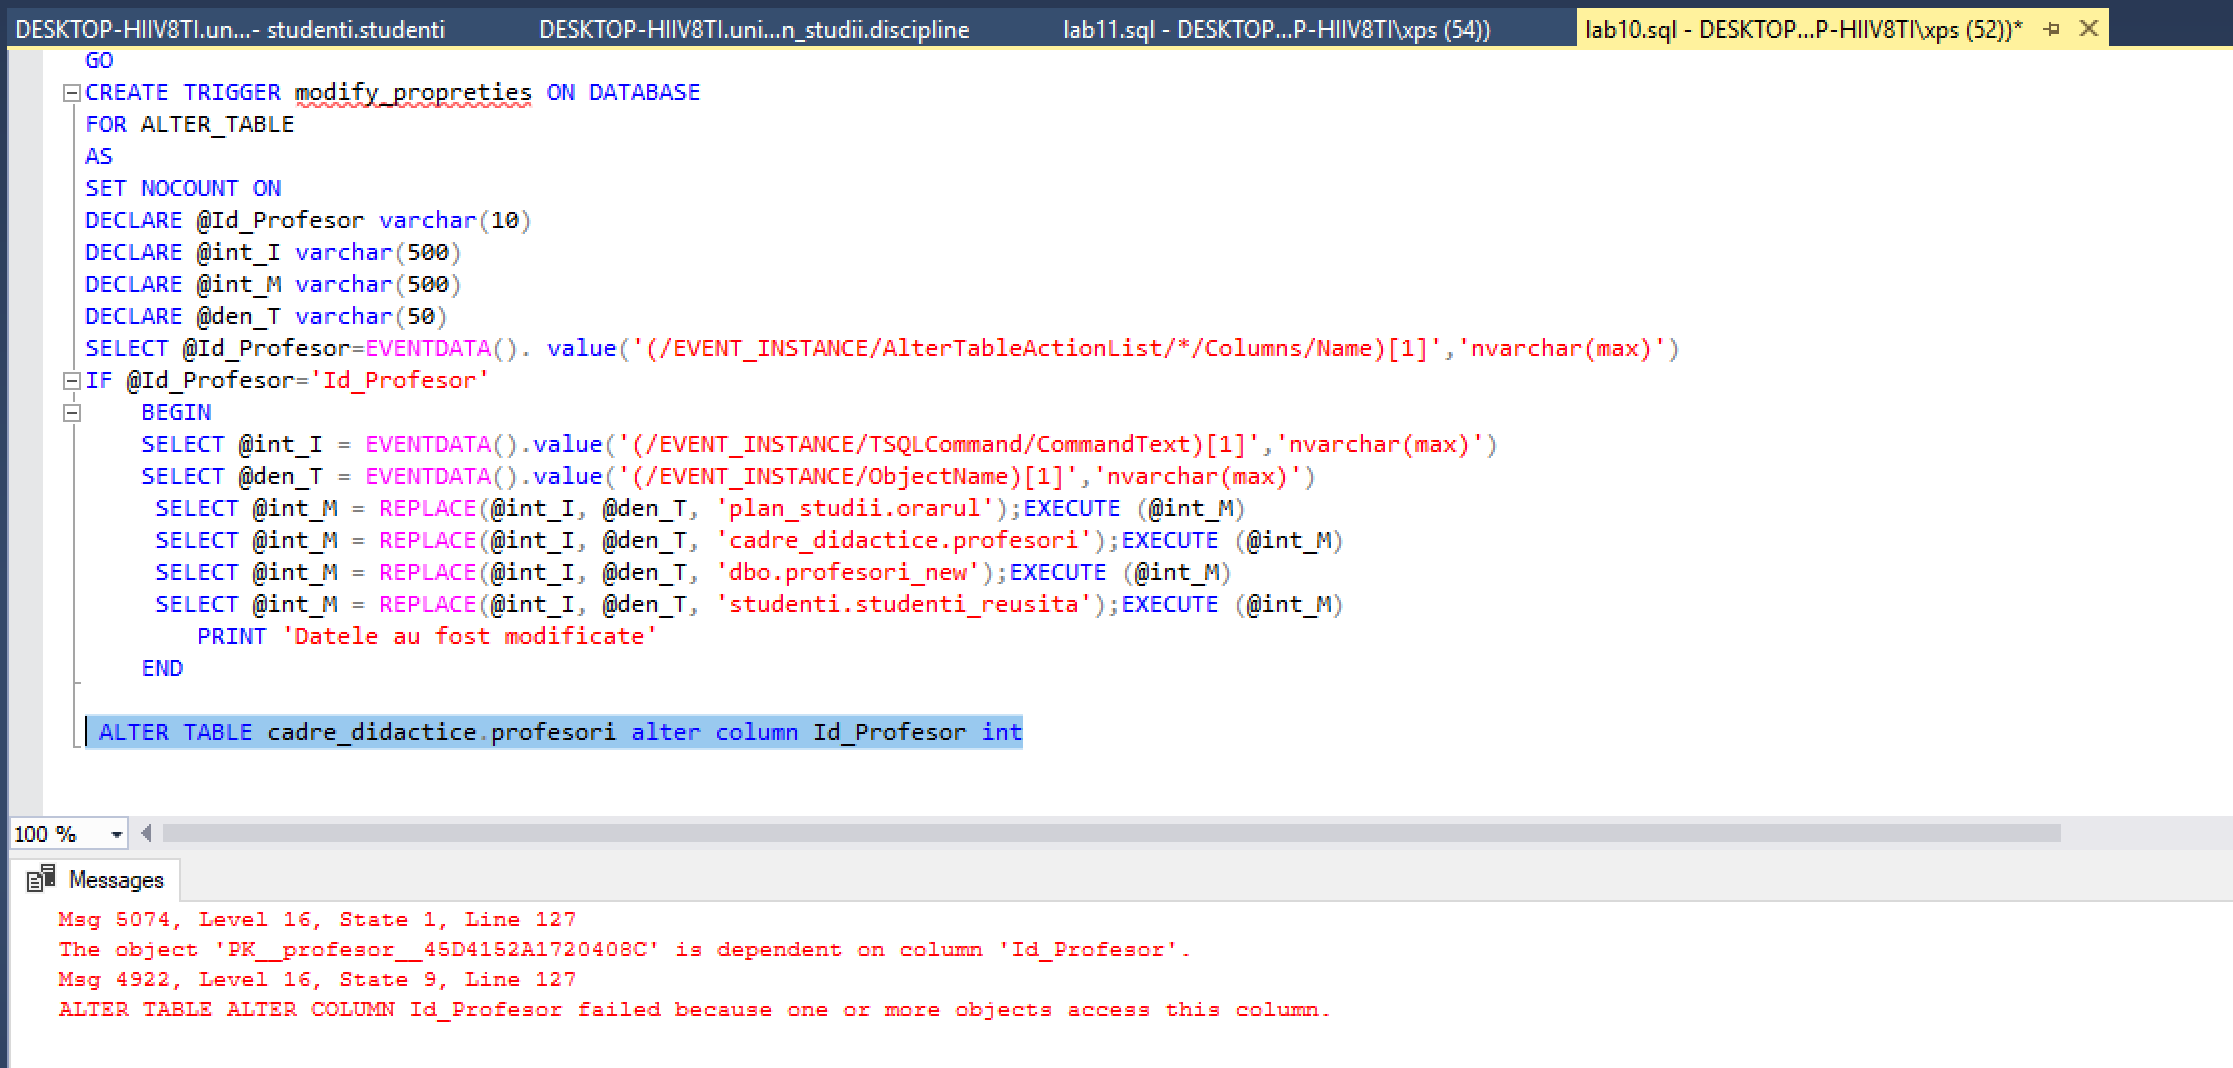 DESKTOP-HIIV8TI.un...- studenti.studenti DESKTOP-HIIV8TI.uni...n_studii.discipline lab11.sql - DESKTOP...P-HIIV8TI\xps (54)) lab10.sql - DESKTOP...P-HIIV8TI\xps (52))*
GO
CREATE TRIGGER modify_propreties ON DATABASE
FOR ALTER_TABLE
AS
SET NOCOUNT ON
DECLARE @Id_Profesor varchar(10)
DECLARE @int_I varchar(500)
DECLARE @int_M varchar(500)
DECLARE @den_T varchar(50)
SELECT @Id_Profesor=EVENTDATA(). value('(/EVENT_INSTANCE/AlterTableActionList/*/Columns/Name)[1]','nvarchar(max)')
IF @Id_Profesor='Id_Profesor'
BEGIN
SELECT @int_I = EVENTDATA().value('(/EVENT_INSTANCE/TSQLCommand/CommandText)[1]','nvarchar(max)')
SELECT @den_T = EVENTDATA().value('(/EVENT_INSTANCE/ObjectName)[1]','nvarchar(max)')
SELECT @int_M = REPLACE(@int_I, @den_T, 'plan_studii.orarul');EXECUTE (@int_M)
SELECT @int_M = REPLACE(@int_I, @den_T, 'cadre_didactice.profesori');EXECUTE (@int_M)
SELECT @int_M = REPLACE(@int_I, @den_T, 'dbo.profesori_new');EXECUTE (@int_M)
SELECT @int_M = REPLACE(@int_I, @den_T, 'studenti.studenti_reusita');EXECUTE (@int_M)
PRINT 'Datele au fost modificate'
END
ALTER TABLE cadre_didactice.profesori alter column Id_Profesor int
100 %
Messages
Msg 5074, Level 16, State 1, Line 127
The object 'PK__profesor__45D4152A1720408C' is dependent on column 'Id_Profesor'.
Msg 4922, Level 16, State 9, Line 127
ALTER TABLE ALTER COLUMN Id_Profesor failed because one or more objects access this column.